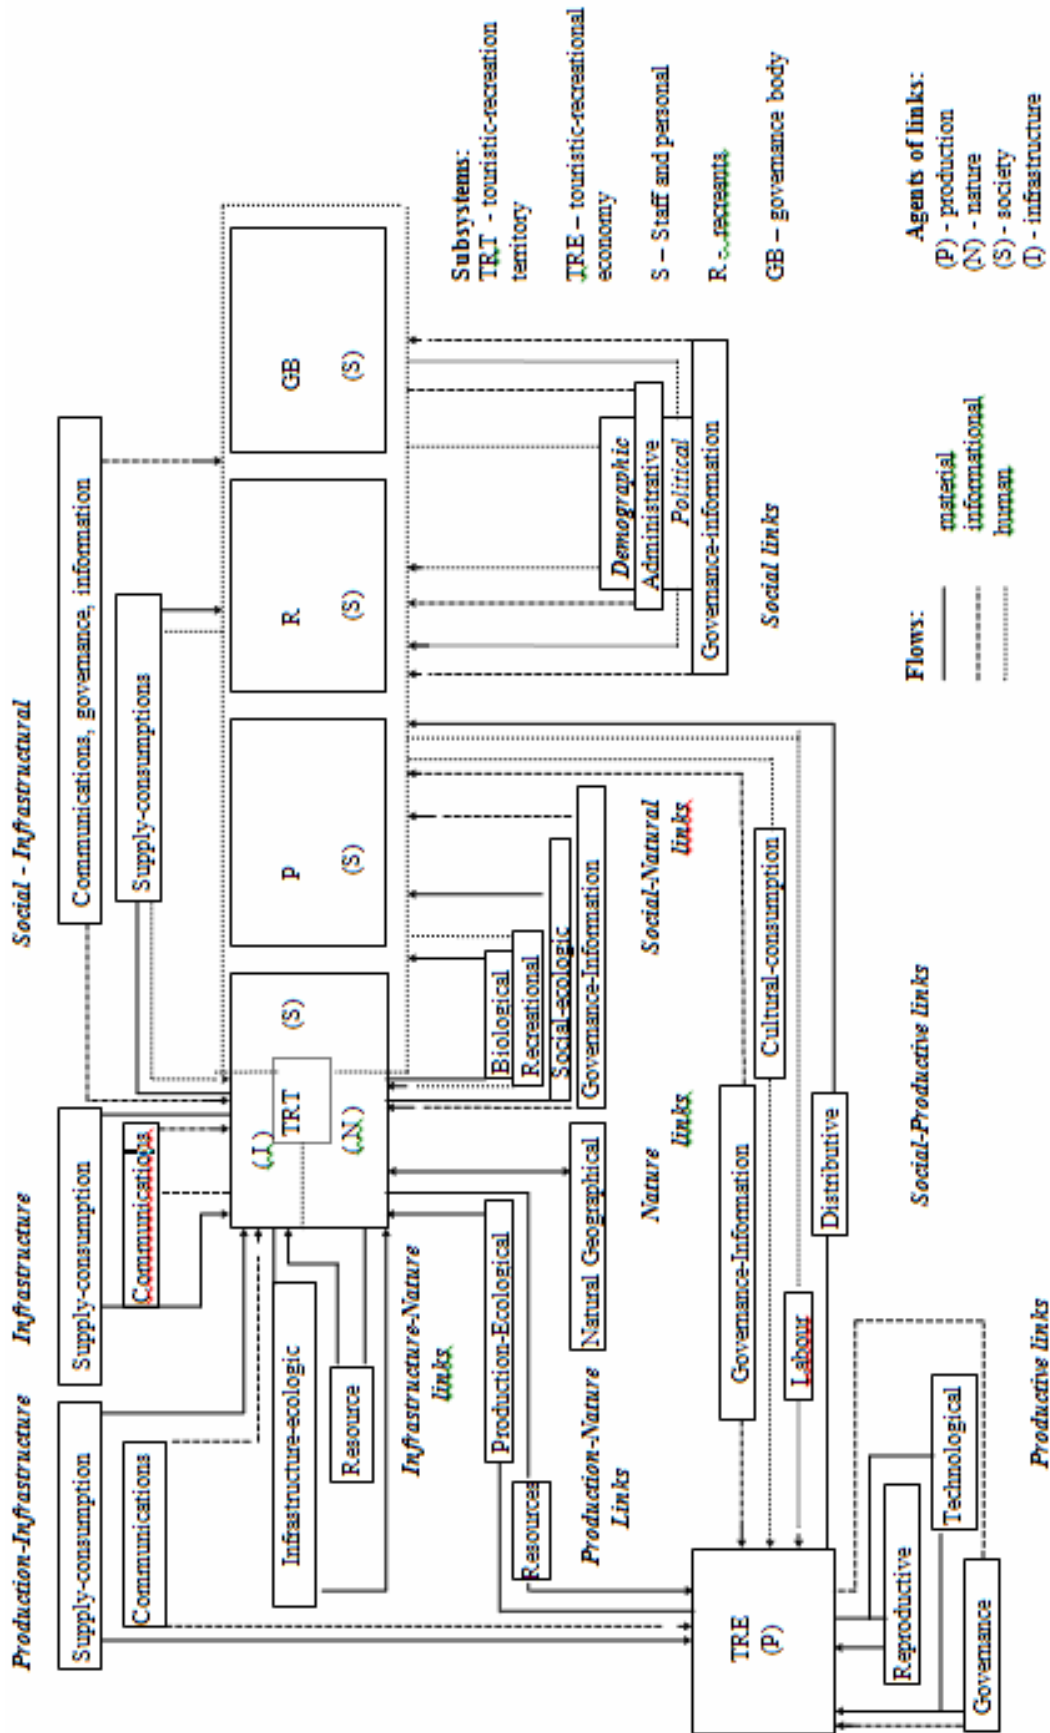 Production-Infrastructure
Infrastructure
Social - Infrastructural
Supply-consumption
Supply-consumption
Communications, governance, information
Communications
Communications
Supply-consumptions
Infrastructure-ecologic
Resource
(I)
TRT
(N)
(S)
P
(S)
R
(S)
GB
(S)
Infrastructure-Nature
links
Production-Ecological
Resources
Production-Nature
Links
Natural Geographical
Nature
links
Biological
Recreational
Social-ecologic
Governance-Information
Social-Natural
links
Demographic
Administrative
Political
Governance-information
Social links
Subsystems:
TRT - touristic-recreation
territory
TRE – touristic-recreational
economy
S – Staff and personal
R - recreants
GB – governance body
TRE
(P)
Governance-Information
Cultural-consumption
Labour
Distributive
Social-Productive links
Reproductive
Technological
Governance
Productive links
Flows:
material
informational
human
Agents of links:
(P) - production
(N) - nature
(S) - society
(I) - infrastructure